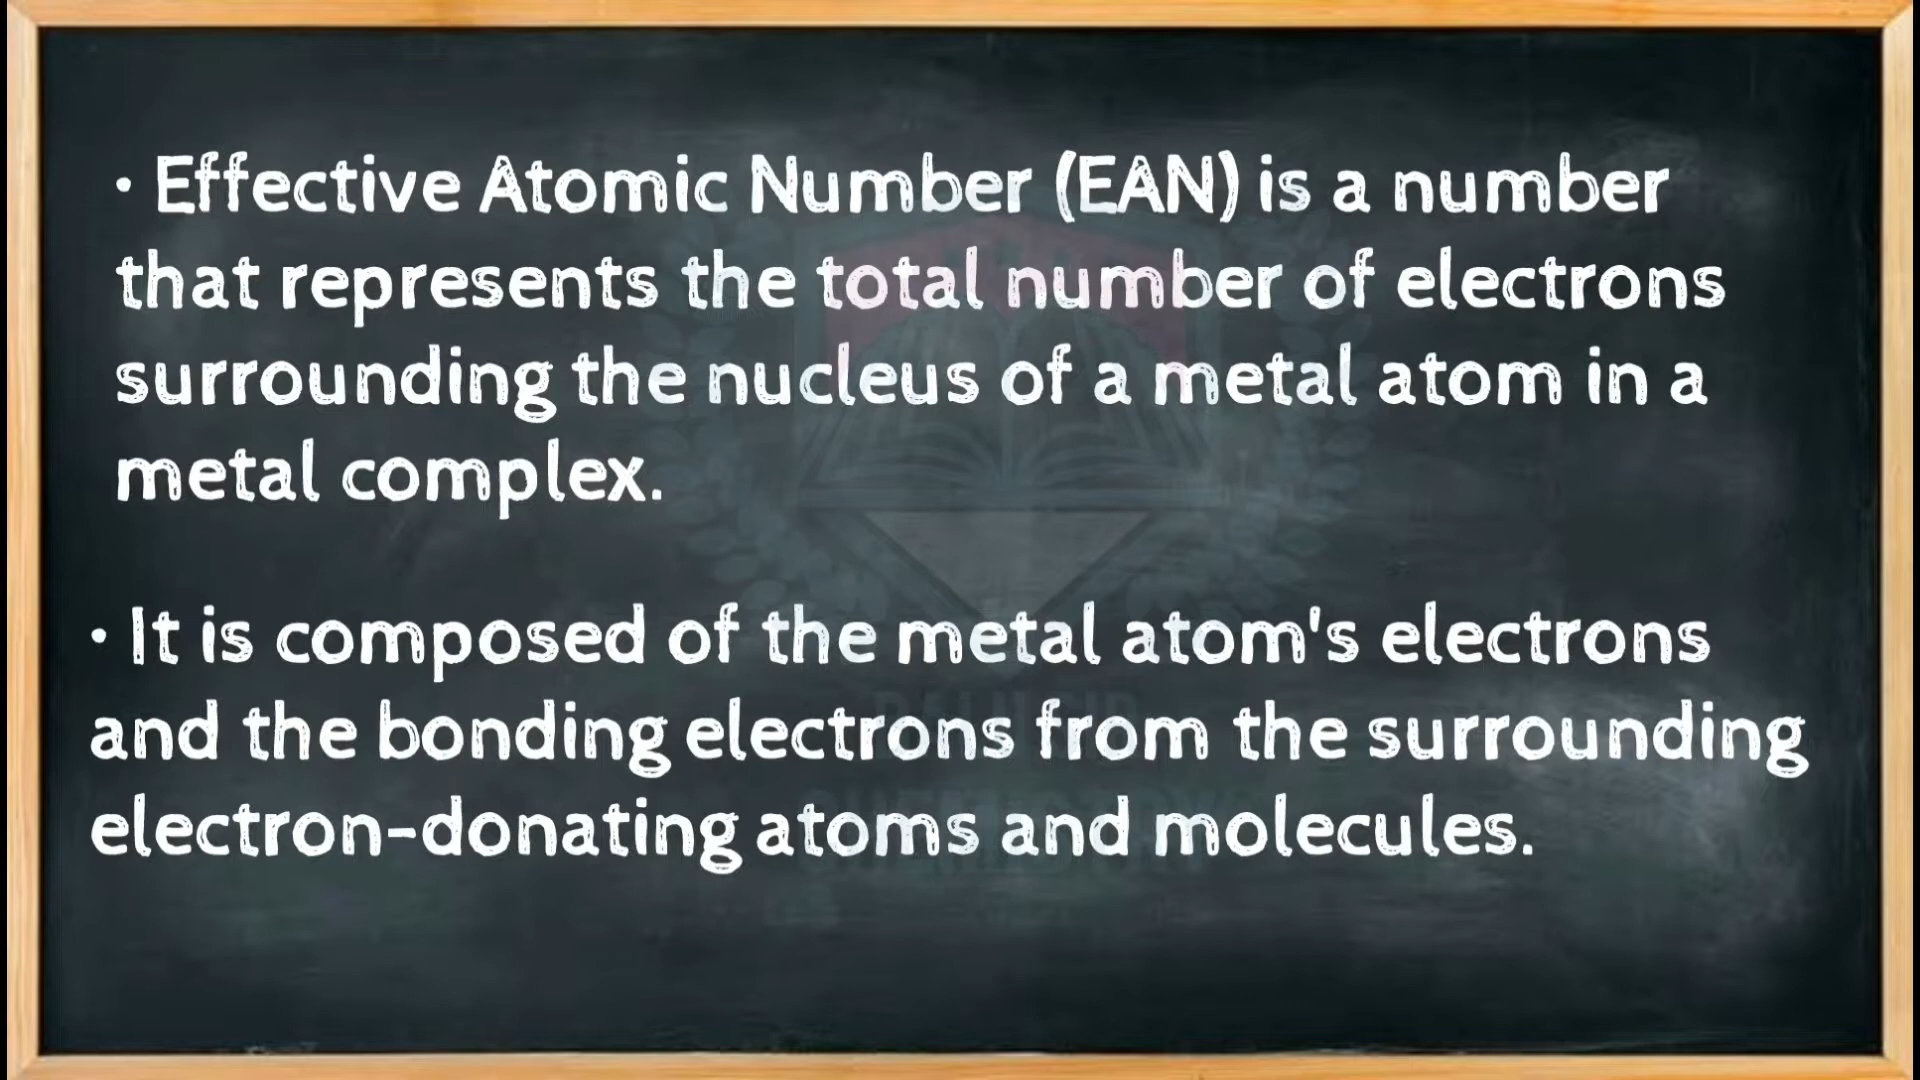 • Effective Atomic Number (EAN) is a number
that represents the total number of electrons
surrounding the nucleus of a metal atom in a
metal complex.
• It is composed of the metal atom's electrons
and the bonding electrons from the surrounding
electron-donating atoms and molecules.